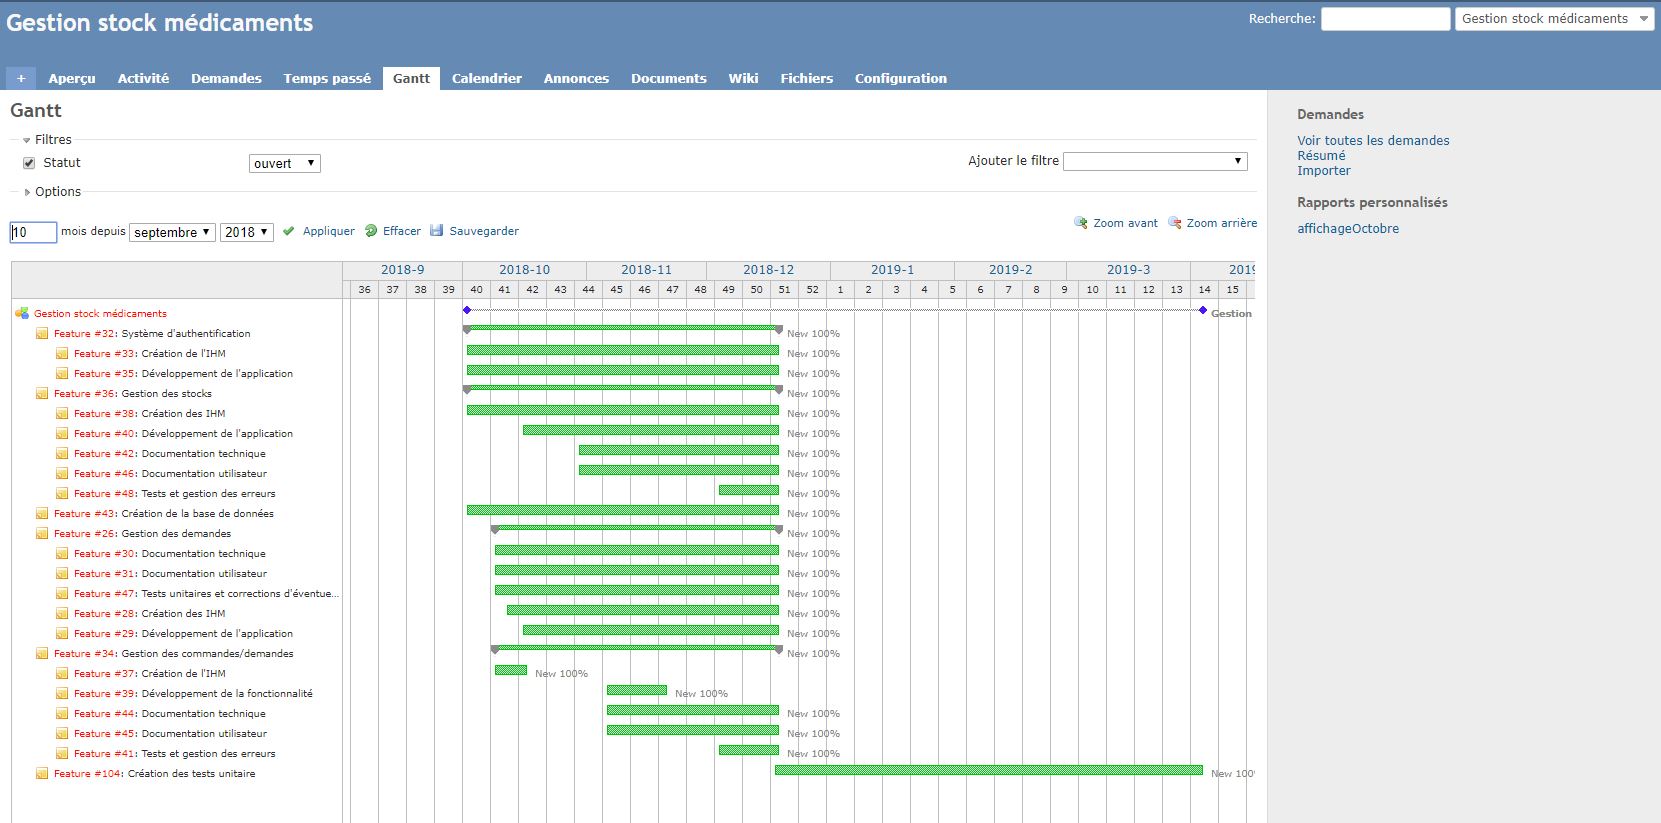 Gestion stock médicaments
Recherche: Gestion stock médicaments
+ Aperçu Activité Demandes Temps passé Gantt Calendrier Annonces Documents Wiki Fichiers Configuration
Gantt
Filtres
Statut ouvert Ajouter le filtre
Options
10 mois depuis septembre 2018 Appliquer Effacer Sauvegarder Zoom avant Zoom arrière
2018-9 2018-10 2018-11 2018-12 2019-1 2019-2 2019-3 2019
36 37 38 39 40 41 42 43 44 45 46 47 48 49 50 51 52 1 2 3 4 5 6 7 8 9 10 11 12 13 14 15
Gestion stock médicaments Gestion
Feature #32: Système d'authentification New 100%
Feature #33: Création de l'IHM New 100%
Feature #35: Développement de l'application New 100%
Feature #36: Gestion des stocks New 100%
Feature #38: Création des IHM New 100%
Feature #40: Développement de l'application New 100%
Feature #42: Documentation technique New 100%
Feature #46: Documentation utilisateur New 100%
Feature #48: Tests et gestion des erreurs New 100%
Feature #43: Création de la base de données New 100%
Feature #26: Gestion des demandes New 100%
Feature #30: Documentation technique New 100%
Feature #31: Documentation utilisateur New 100%
Feature #47: Tests unitaires et corrections d'éventue... New 100%
Feature #28: Création des IHM New 100%
Feature #29: Développement de l'application New 100%
Feature #34: Gestion des commandes/demandes New 100%
Feature #37: Création de l'IHM New 100%
Feature #39: Développement de la fonctionnalité New 100%
Feature #44: Documentation technique New 100%
Feature #45: Documentation utilisateur New 100%
Feature #41: Tests et gestion des erreurs New 100%
Feature #104: Création des tests unitaire New 100
Demandes
Voir toutes les demandes
Résumé
Importer
Rapports personnalisés
affichageOctobre